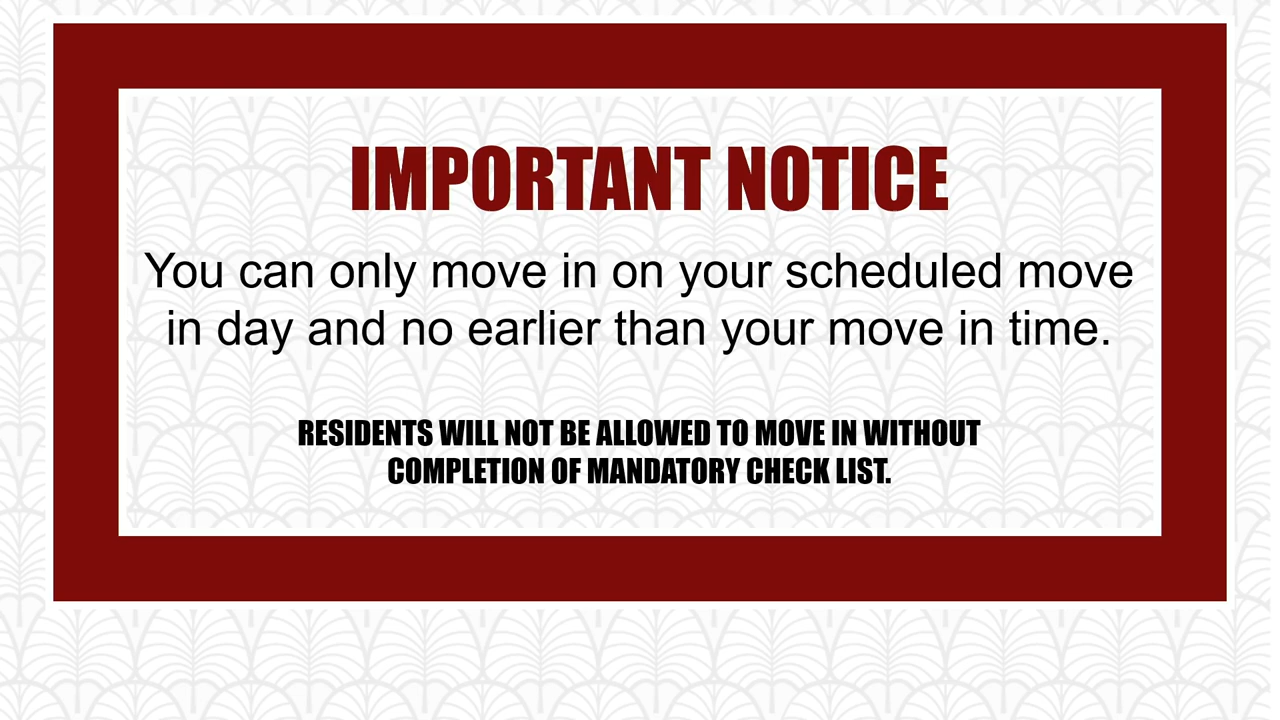 IMPORTANT NOTICE
You can only move in on your scheduled move
in day and no earlier than your move in time.
RESIDENTS WILL NOT BE ALLOWED TO MOVE IN WITHOUT
COMPLETION OF MANDATORY CHECK LIST.